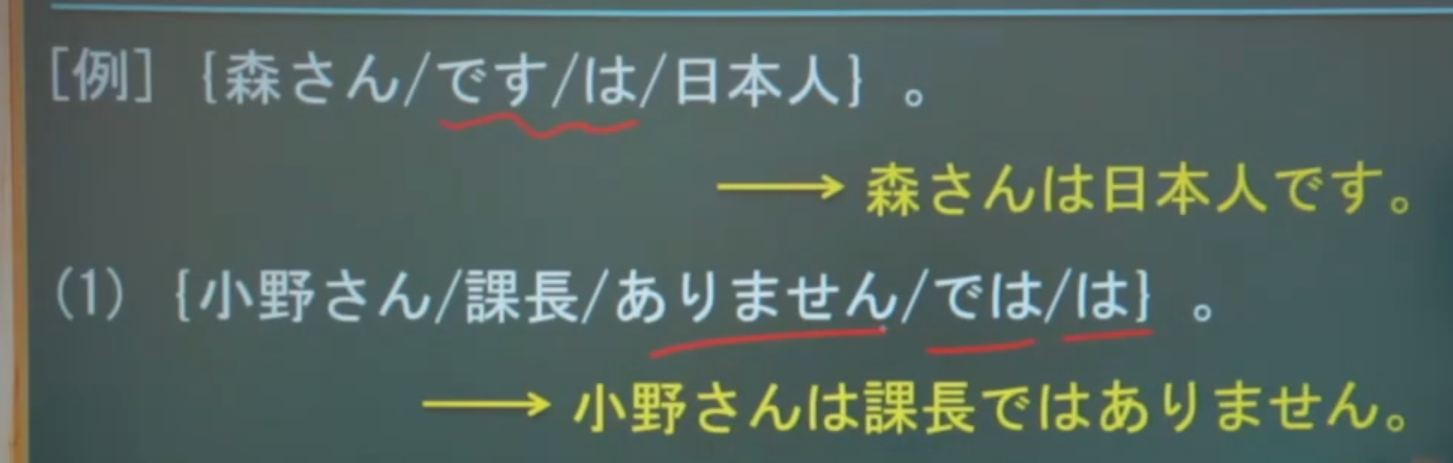 [例] {森さん/です/は/日本人}。
→ 森さんは日本人です。
(1) {小野さん/課長/ありません/では/は}。
→ 小野さんは課長ではありません。